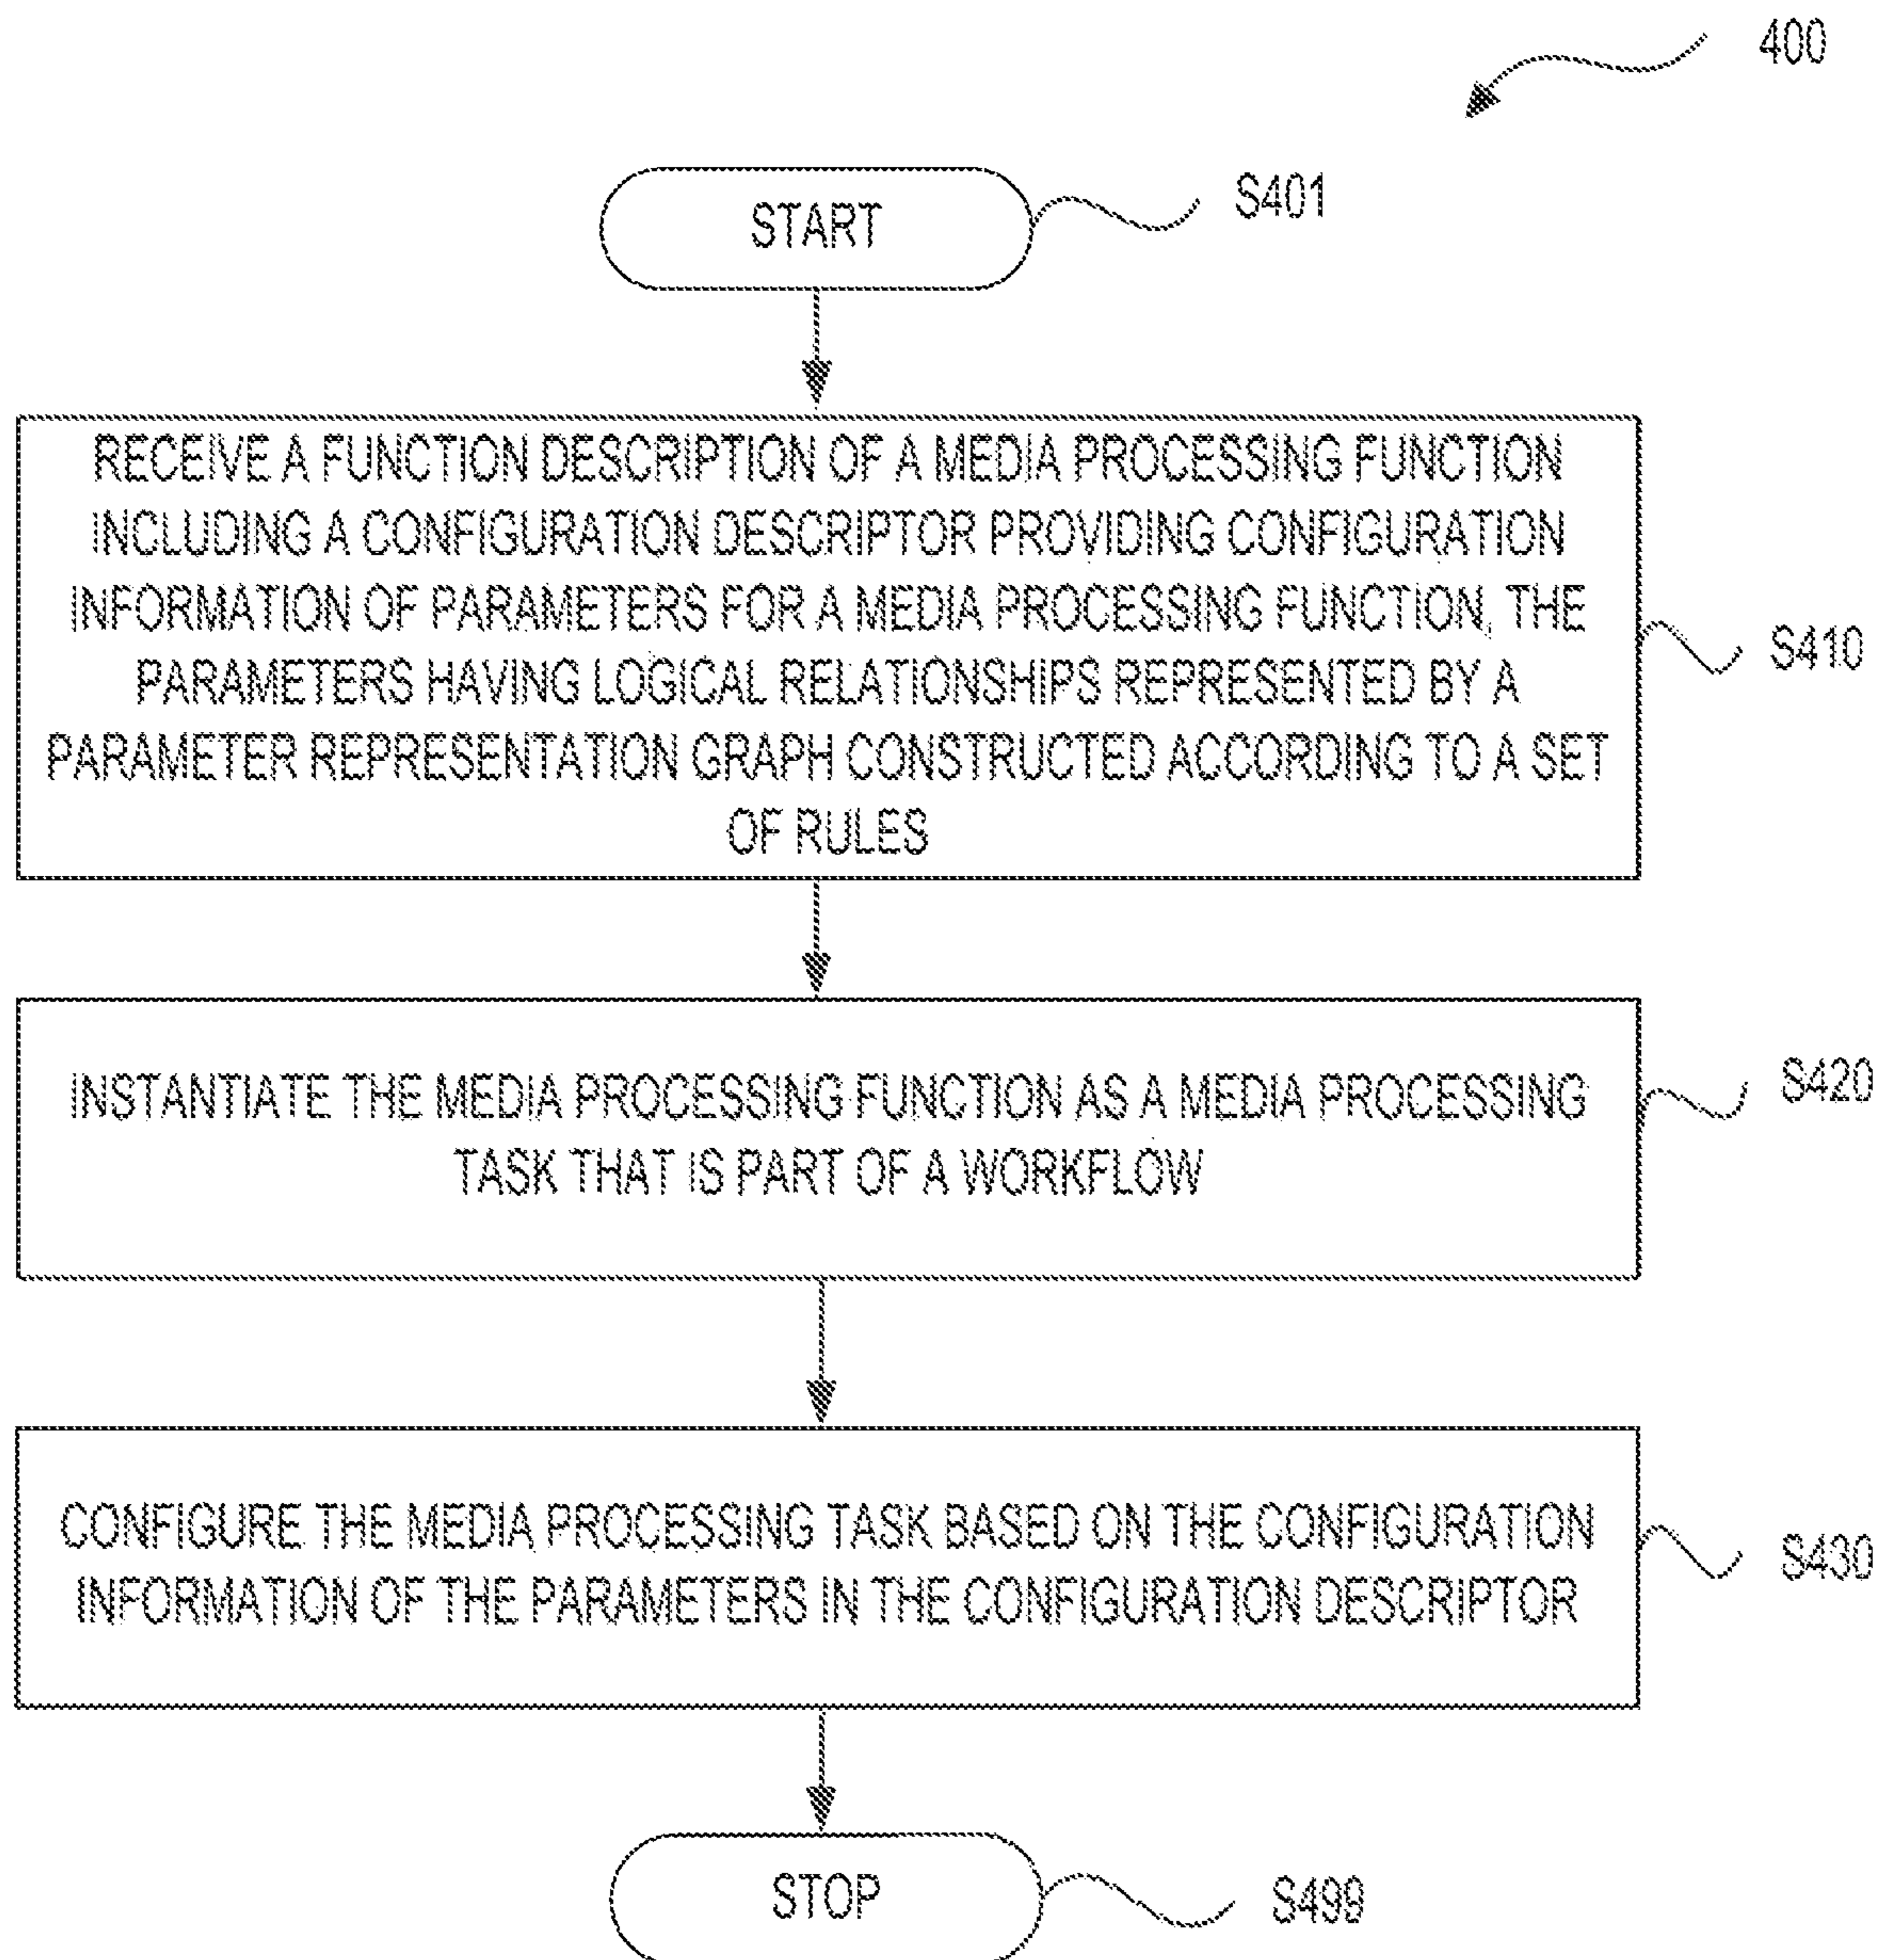 400
START
S401
RECEIVE A FUNCTION DESCRIPTION OF A MEDIA PROCESSING FUNCTION
INCLUDING A CONFIGURATION DESCRIPTOR PROVIDING CONFIGURATION
INFORMATION OF PARAMETERS FOR A MEDIA PROCESSING FUNCTION, THE
PARAMETERS HAVING LOGICAL RELATIONSHIPS REPRESENTED BY A
PARAMETER REPRESENTATION GRAPH CONSTRUCTED ACCORDING TO A SET
OF RULES
S410
INSTANTIATE THE MEDIA PROCESSING FUNCTION AS A MEDIA PROCESSING
TASK THAT IS PART OF A WORKFLOW
S420
CONFIGURE THE MEDIA PROCESSING TASK BASED ON THE CONFIGURATION
INFORMATION OF THE PARAMETERS IN THE CONFIGURATION DESCRIPTOR
S430
STOP
S499